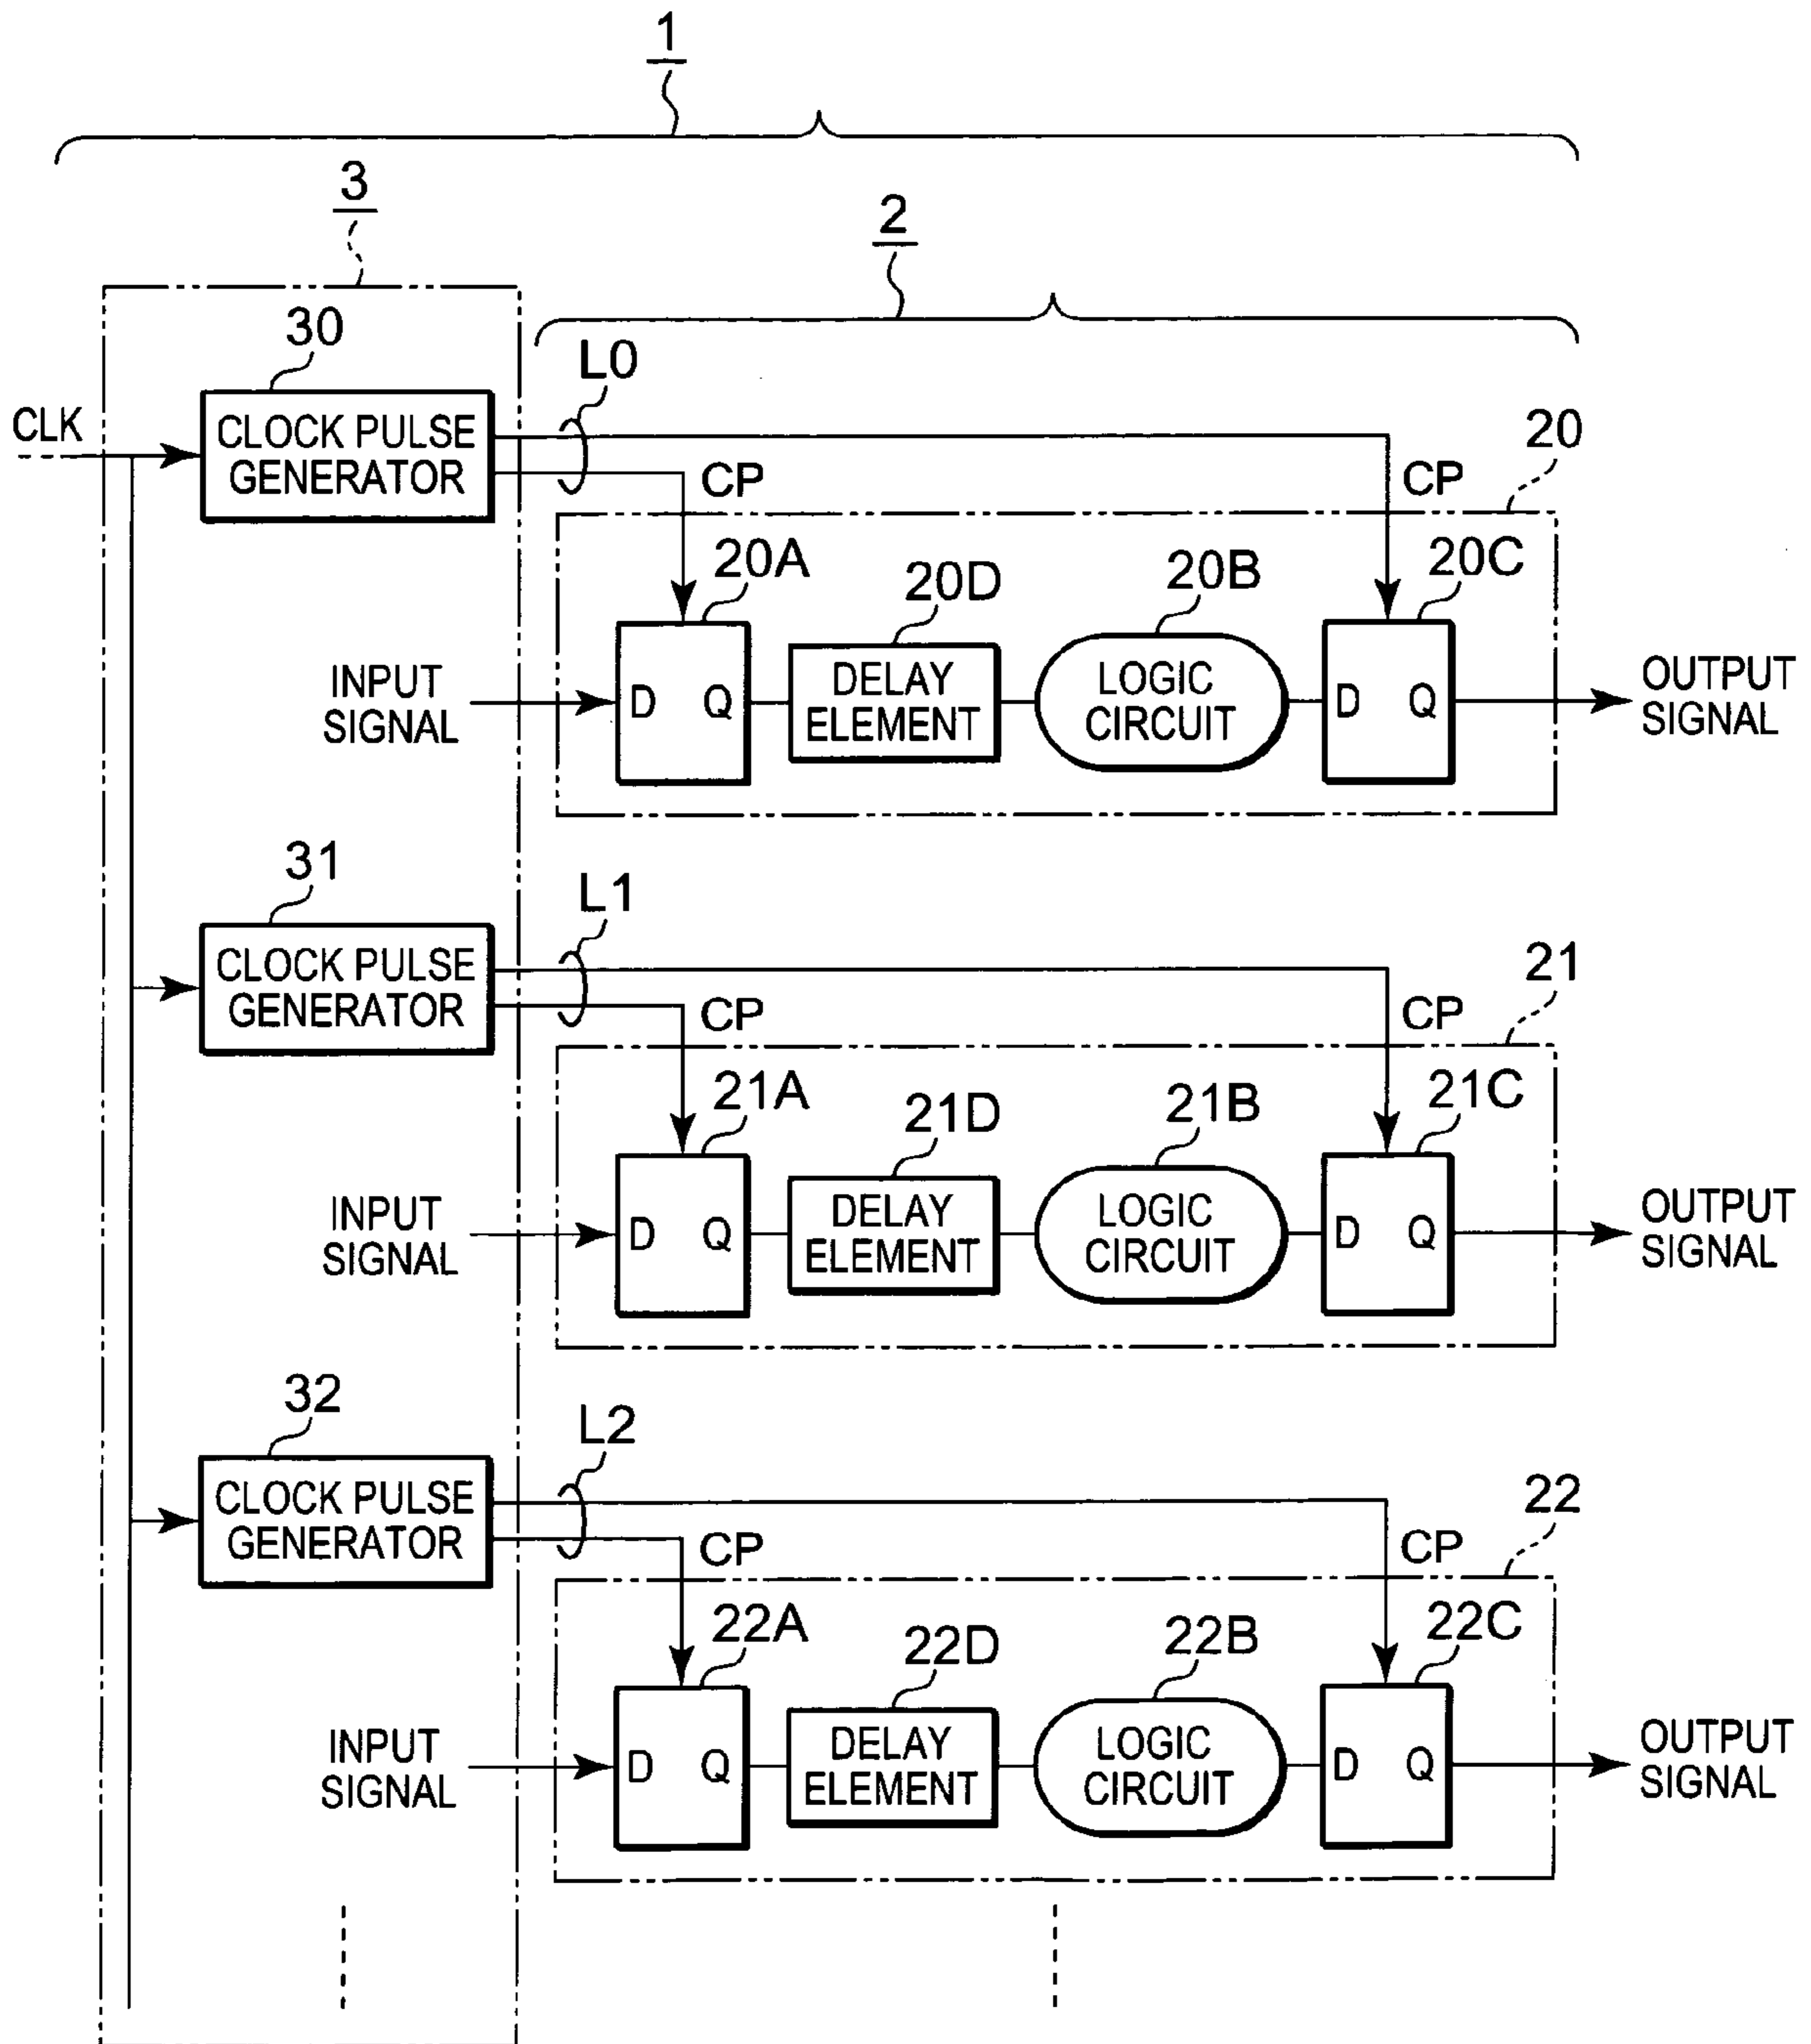 1
3
2
30
L0
CLK
CLOCK PULSE
GENERATOR
CP
CP
20
20A
20D
20B
20C
INPUT
SIGNAL
D
Q
DELAY
ELEMENT
LOGIC
CIRCUIT
D
Q
OUTPUT
SIGNAL
31
L1
CLOCK PULSE
GENERATOR
CP
CP
21
21A
21D
21B
21C
INPUT
SIGNAL
D
Q
DELAY
ELEMENT
LOGIC
CIRCUIT
D
Q
OUTPUT
SIGNAL
32
L2
CLOCK PULSE
GENERATOR
CP
CP
22
22A
22D
22B
22C
INPUT
SIGNAL
D
Q
DELAY
ELEMENT
LOGIC
CIRCUIT
D
Q
OUTPUT
SIGNAL